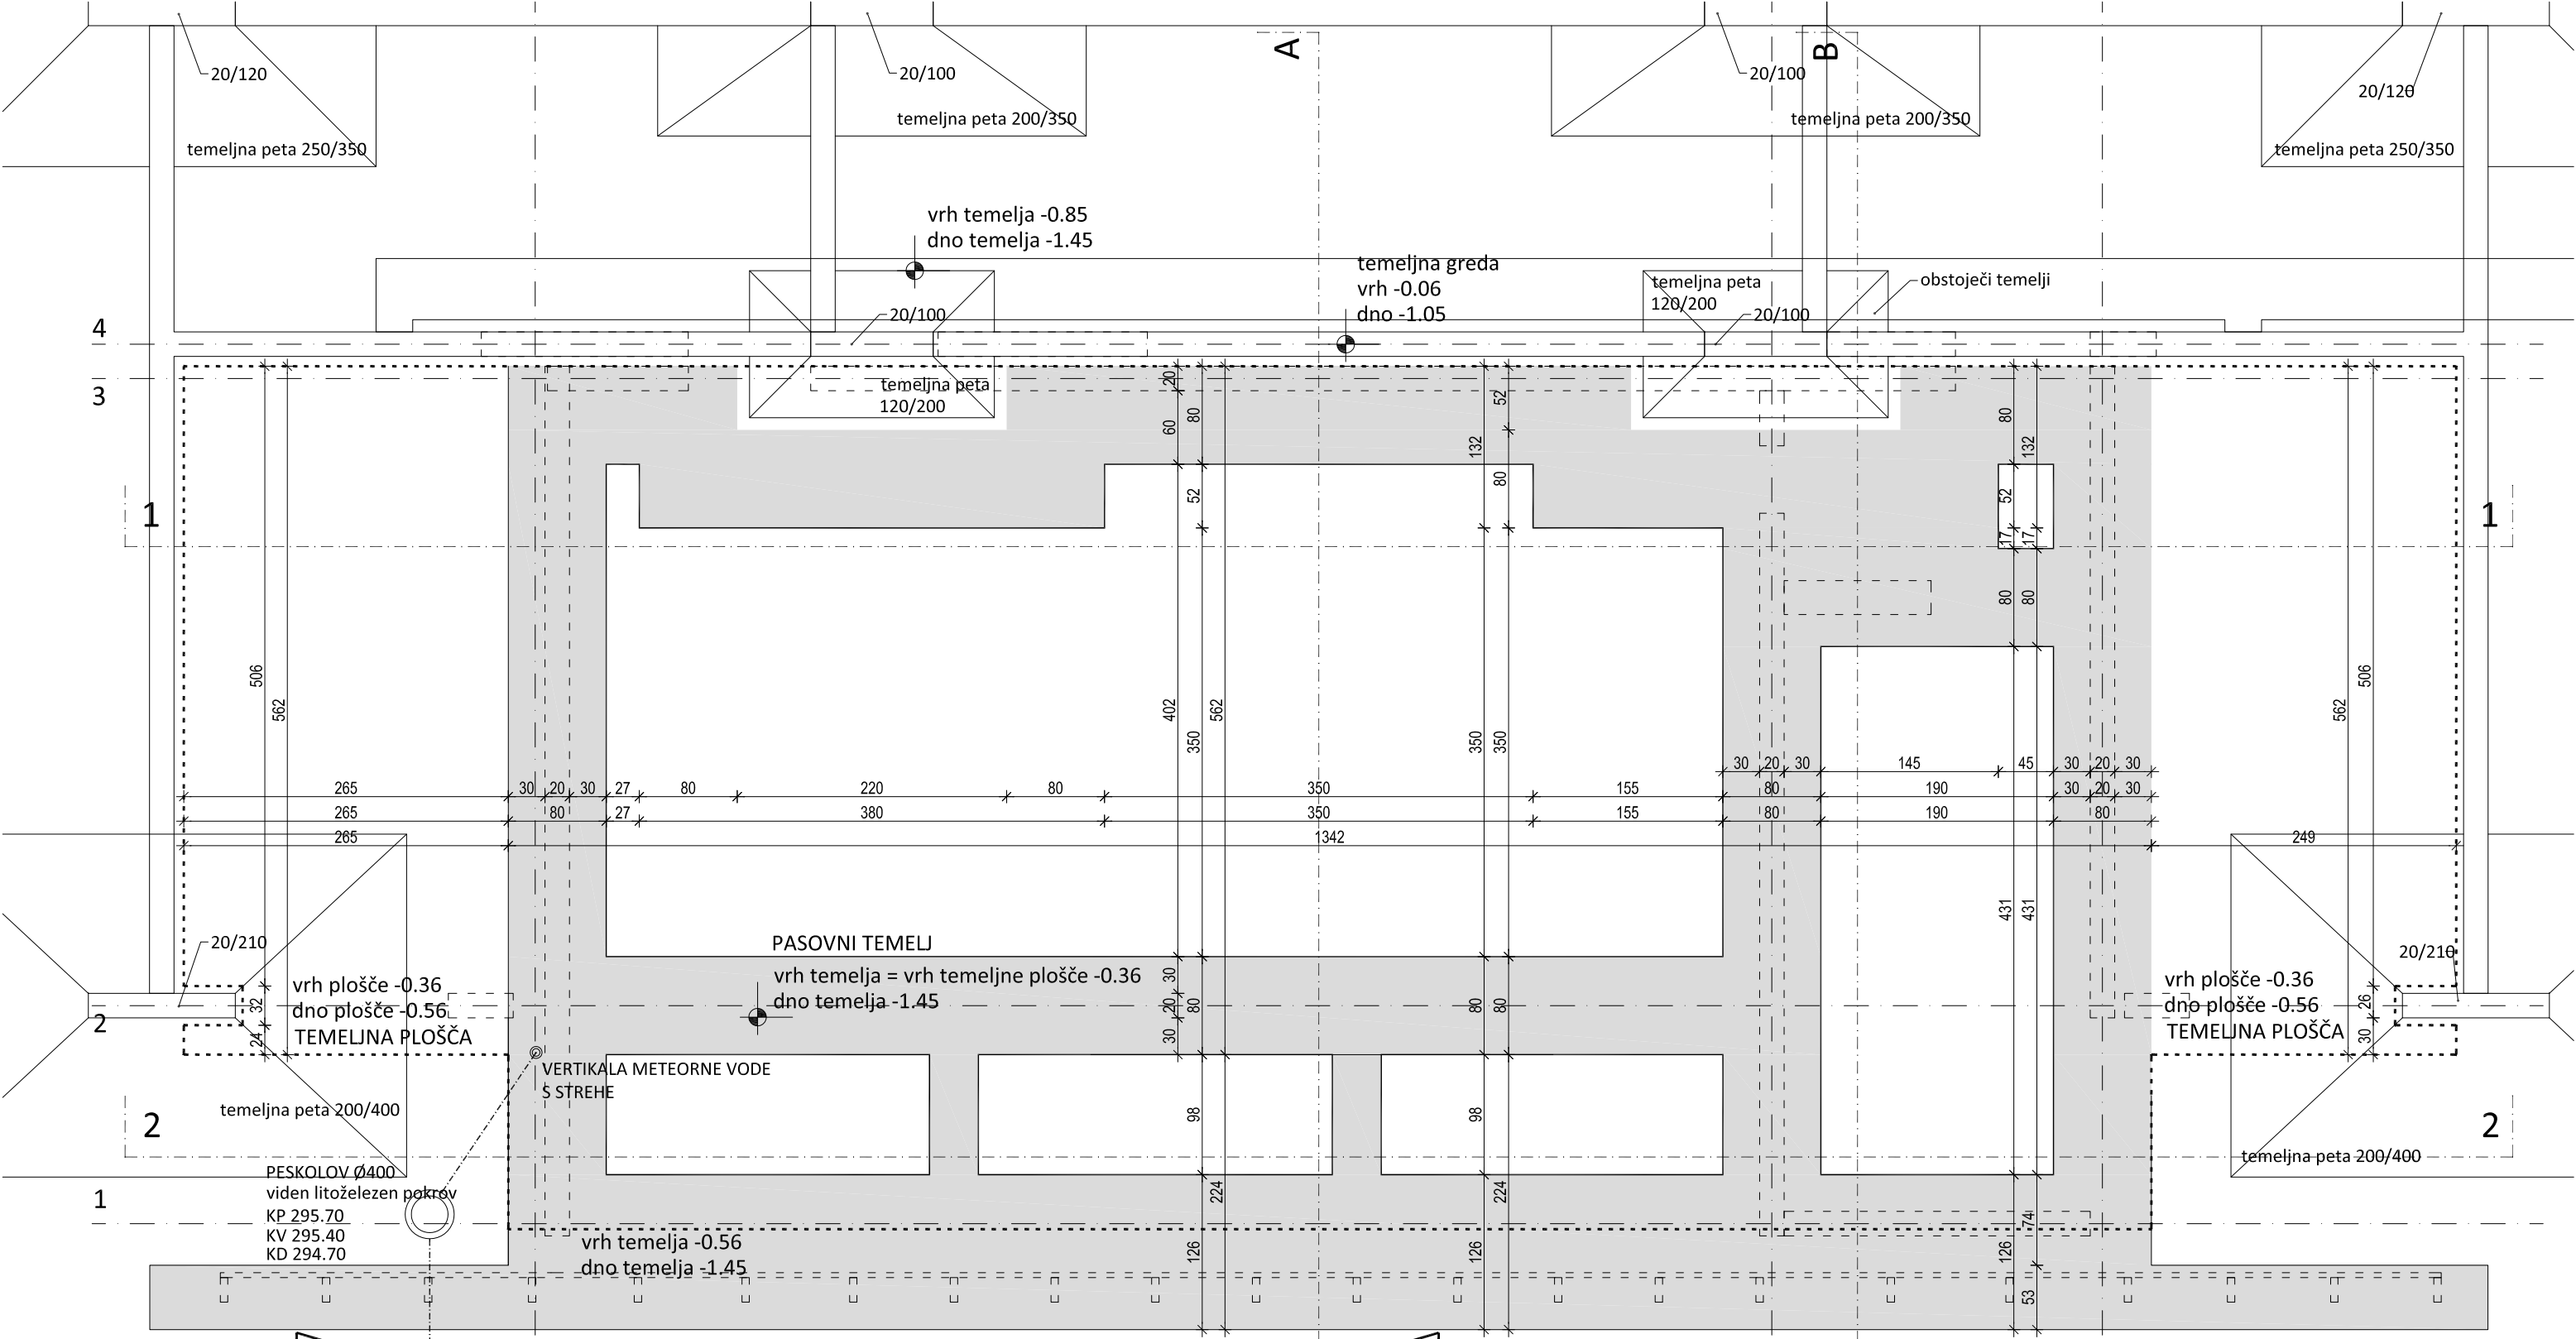 A
B
20/120
20/100
20/100
20/120
temeljna peta 250/350
temeljna peta 200/350
temeljna peta 200/350
temeljna peta 250/350
vrh temelja -0.85
dno temelja -1.45
temeljna greda
vrh -0.06
dno -1.05
temeljna peta
120/200
obstoječi temelji
20/100
20/100
4
3
temeljna peta
120/200
20
80
60
52
132
52
80
80
132
52
17
17
80
80
1
1
506
562
402
350
562
350
350
562
506
30
20
30
145
45
30
20
30
265
30
20
30
27
80
220
80
350
155
80
190
30
20
30
265
80
27
380
350
155
80
190
80
265
1342
249
431
431
PASOVNI TEMELJ
vrh temelja = vrh temeljne plošče -0.36
dno temelja -1.45
30
20
30
80
80
80
20/210
20/210
vrh plošče -0.36
dno plošče -0.56
TEMELJNA PLOŠČA
32
24
vrh plošče -0.36
dno plošče -0.56
TEMELJNA PLOŠČA
26
30
2
VERTIKALA METEORNE VODE
S STREHE
98
98
temeljna peta 200/400
temeljna peta 200/400
2
2
PESKOLOV Ø400
viden litoželezen pokrov
KP 295.70
KV 295.40
KD 294.70
1
224
224
74
126
126
126
53
vrh temelja -0.56
dno temelja -1.45